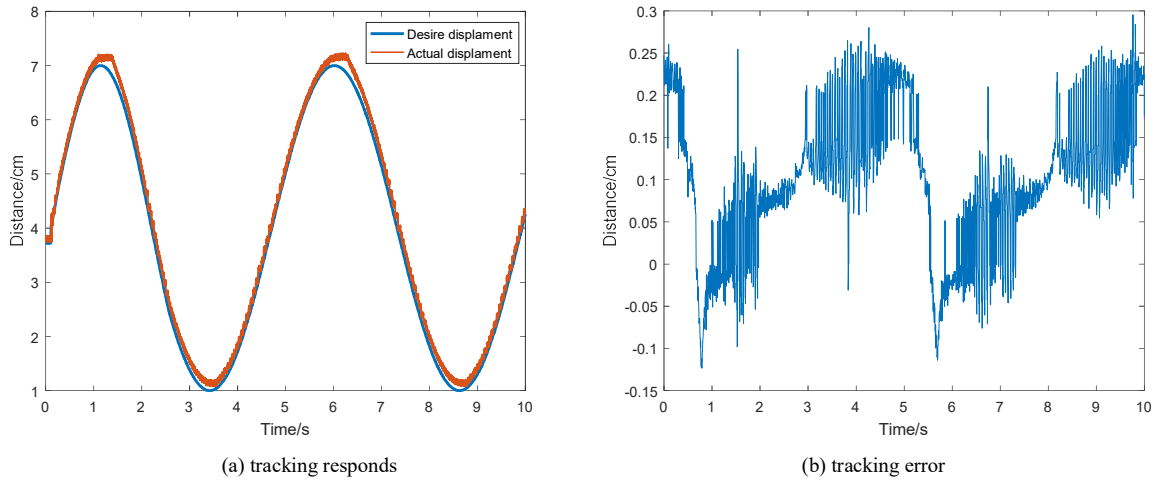 8
7
6
5
4
3
2
1
Distance/cm
0 1 2 3 4 5 6 7 8 9 10
Time/s
Desire displament
Actual displament
(a) tracking responds
0.3
0.25
0.2
0.15
0.1
0.05
0
-0.05
-0.1
-0.15
Distance/cm
0 1 2 3 4 5 6 7 8 9 10
Time/s
(b) tracking error